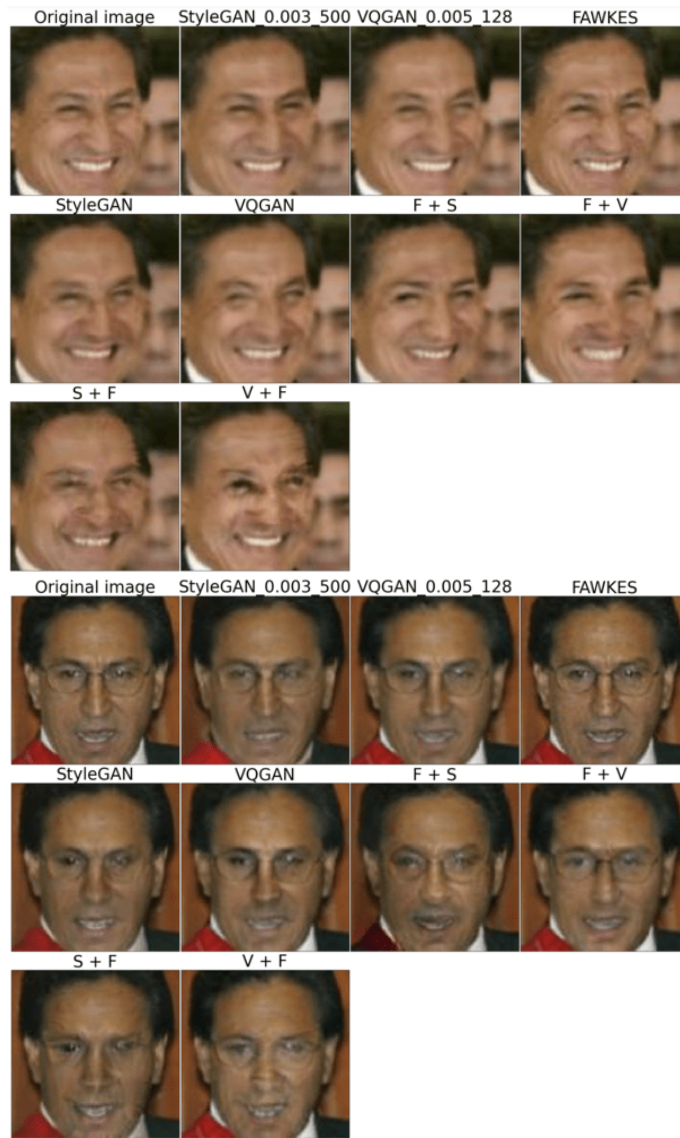 Original image StyleGAN_0.003_500 VQGAN_0.005_128 FAWKES
StyleGAN VQGAN F + S F + V
S + F V + F
Original image StyleGAN_0.003_500 VQGAN_0.005_128 FAWKES
StyleGAN VQGAN F + S F + V
S + F V + F